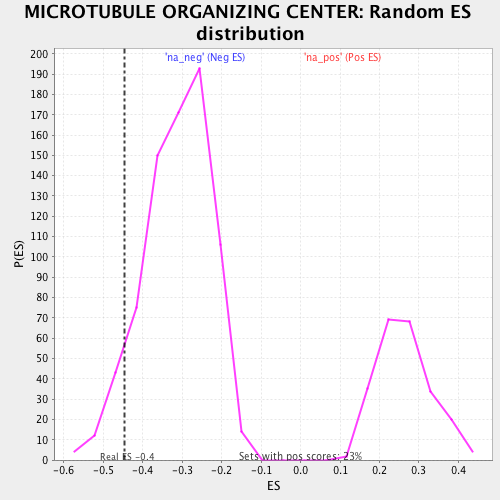 MICROTUBULE ORGANIZING CENTER: Random ES
distribution
'na_neg' (Neg ES)
'na_pos' (Pos ES)
200
190
180
170
160
150
140
130
120
110
100
90
80
70
60
50
40
30
20
10
0
P(ES)
Real ES -0.4
Sets with pos scores: 23%
-0.6 -0.5 -0.4 -0.3 -0.2 -0.1 0.0 0.1 0.2 0.3 0.4
ES